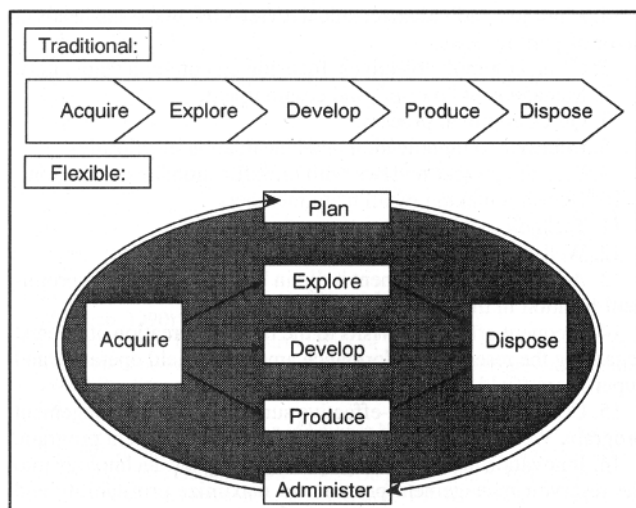 Traditional:
Acquire Explore Develop Produce Dispose
Flexible:
Plan
Explore
Acquire
Develop
Dispose
Produce
Administer